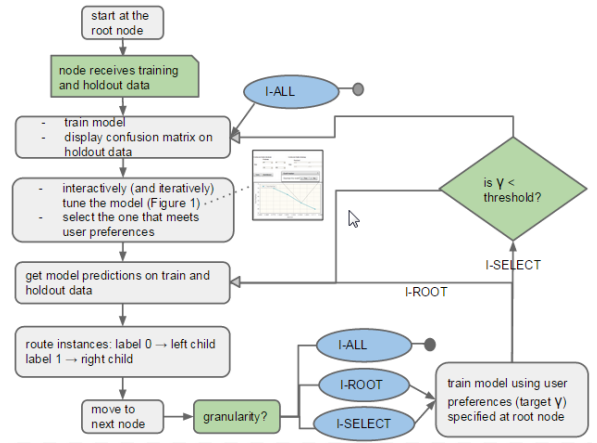 start at the
root node
node receives training
and holdout data
I-ALL
- train model
- display confusion matrix on
holdout data
- interactively (and iteratively)
tune the model (Figure 1)
- select the one that meets
user preferences
is γ <
threshold?
I-SELECT
get model predictions on train and
holdout data
I-ROOT
route instances: label 0 → left child
label 1 → right child
I-ALL
I-ROOT
I-SELECT
move to
next node
granularity?
train model using user
preferences (target γ)
specified at root node